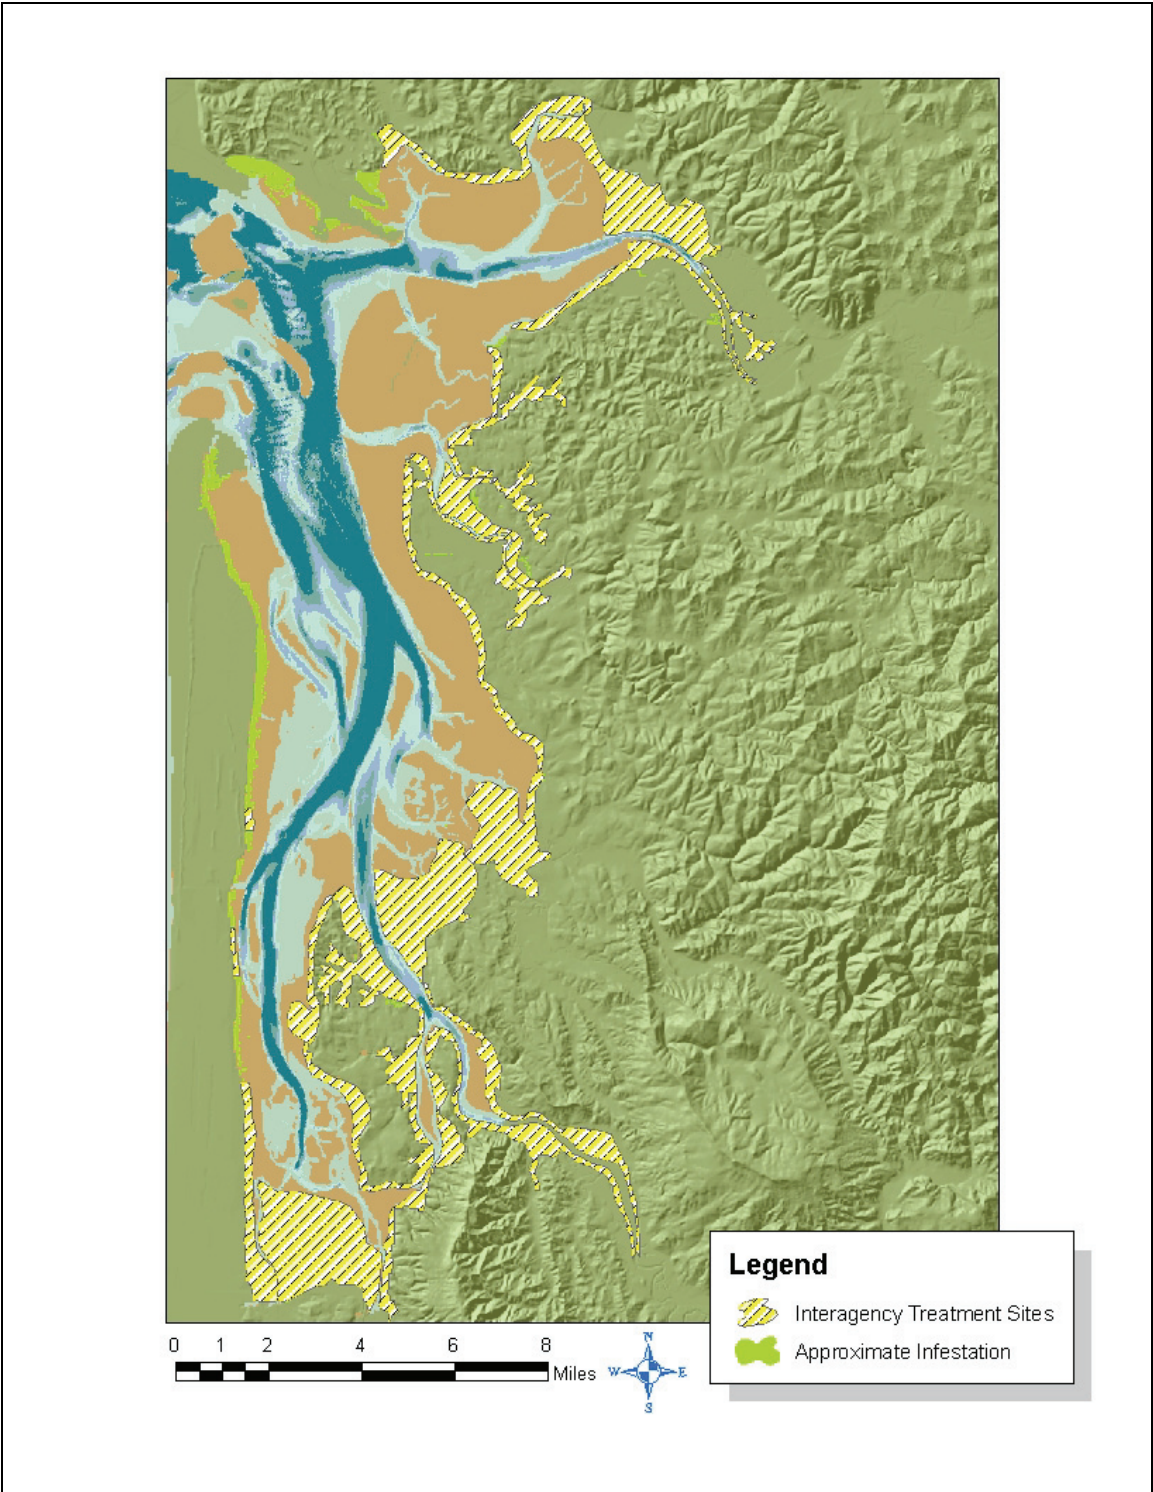 Legend
Interagency Treatment Sites
Approximate Infestation
0 1 2 4 6 8
Miles
N
W E
S